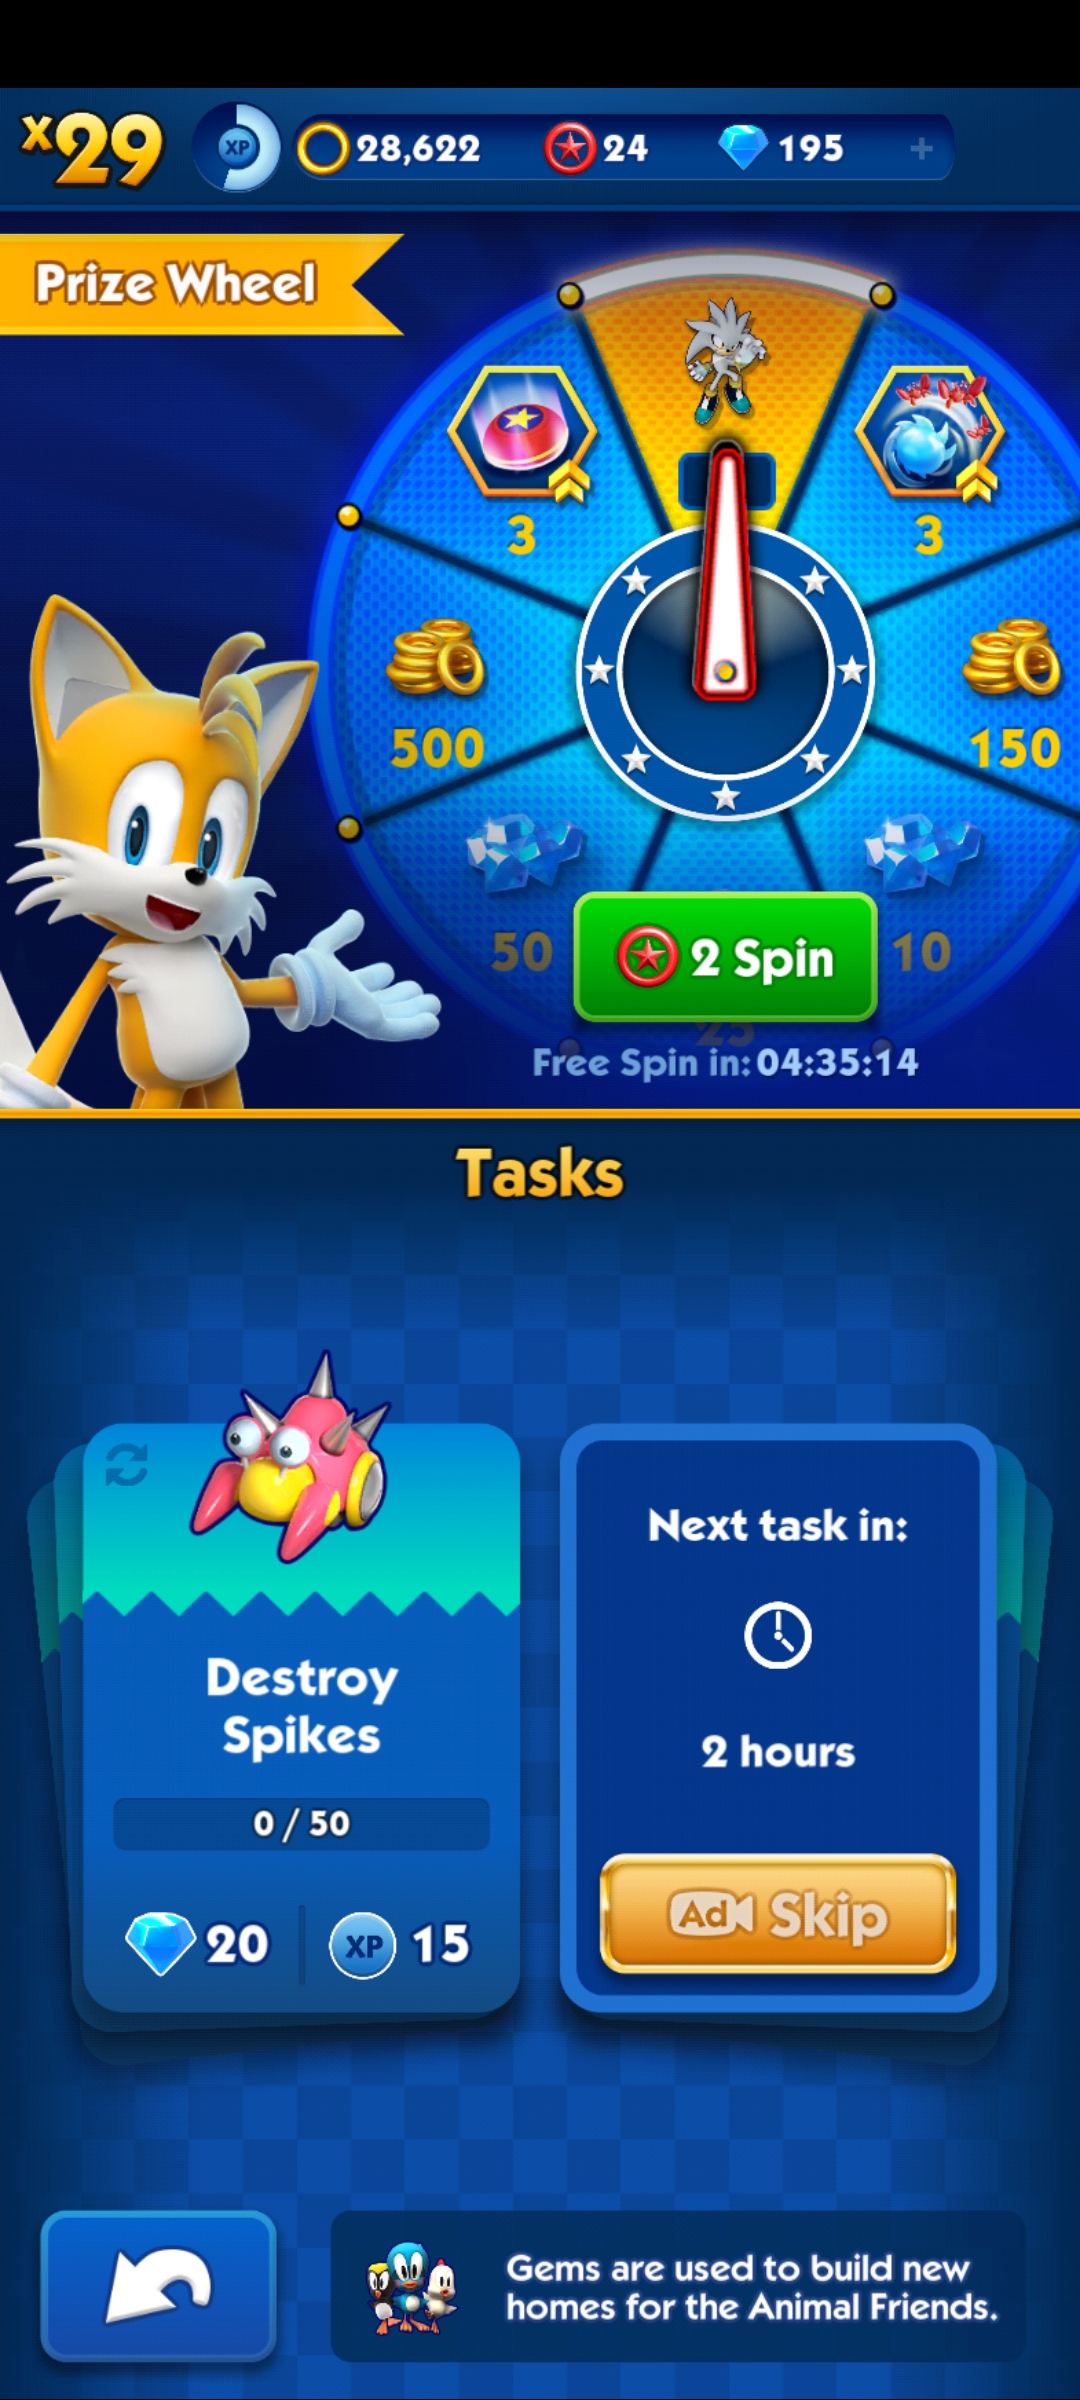 x29
XP
28,622
24
195
+
Prize Wheel
3
3
500
150
50
2 Spin
10
25
Free Spin in: 04:35:14
Tasks
Destroy
Spikes
0 / 50
20
XP
15
Next task in:
2 hours
Ad Skip
Gems are used to build new
homes for the Animal Friends.